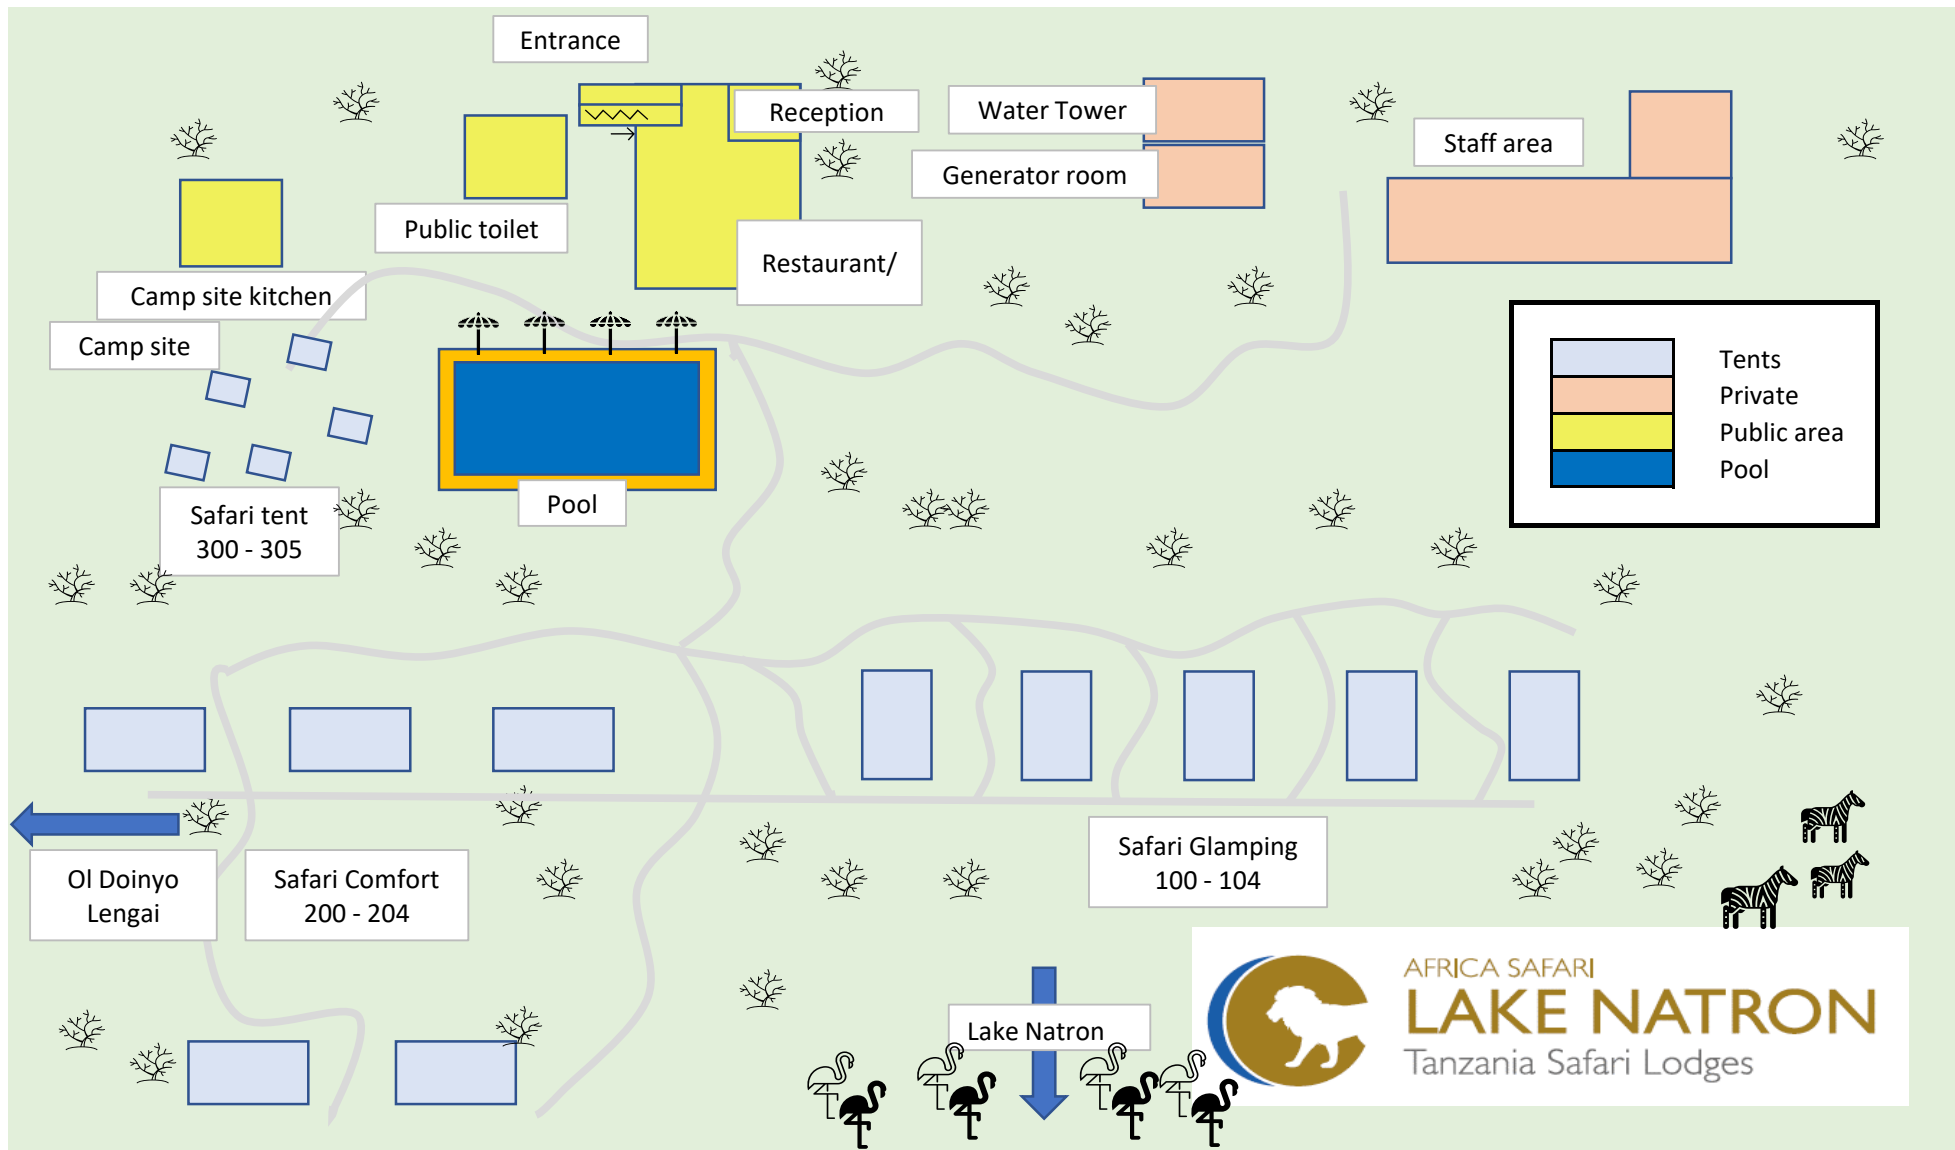 Entrance
Reception
Water Tower
Staff area
Generator room
Public toilet
Restaurant/
Camp site kitchen
Camp site
Tents
Private
Public area
Pool
Pool
Safari tent
300 - 305
Safari Glamping
100 - 104
Ol Doinyo
Lengai
Safari Comfort
200 - 204
Lake Natron
AFRICA SAFARI
LAKE NATRON
Tanzania Safari Lodges